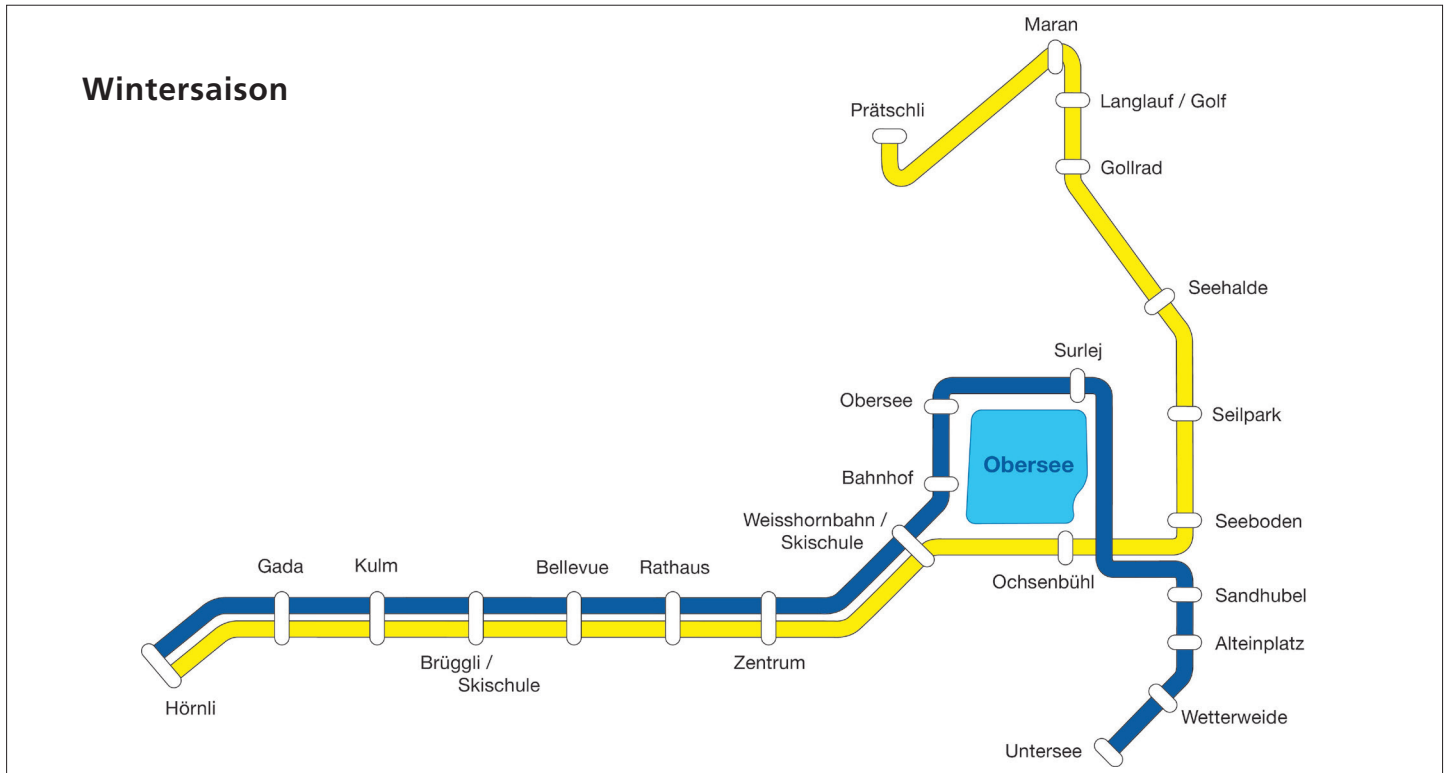 Wintersaison
Maran
Langlauf / Golf
Prätschli
Gollrad
Seehalde
Surlej
Obersee
Seilpark
Obersee
Bahnhof
Weisshornbahn /
Skischule
Seeboden
Ochsenbühl
Gada
Kulm
Bellevue
Rathaus
Sandhubel
Alteinplatz
Brüggli /
Skischule
Zentrum
Hörnli
Wetterweide
Untersee